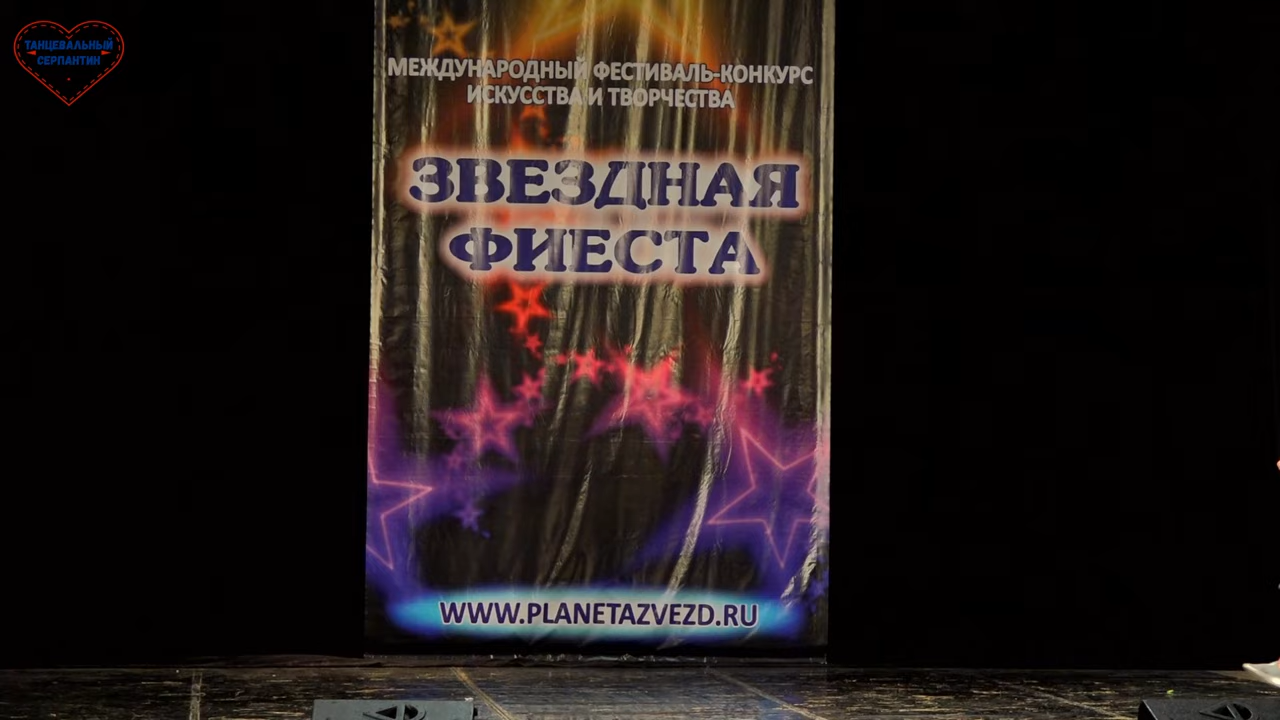 ТАНЦЕВАЛЬНЫЙ
СЕРПАНТИН
МЕЖДУНАРОДНЫЙ ФЕСТИВАЛЬ-КОНКУРС
ИСКУССТВА И ТВОРЧЕСТВА
ЗВЕЗДНАЯ
ФИЕСТА
WWW.PLANETAZVEZD.RU